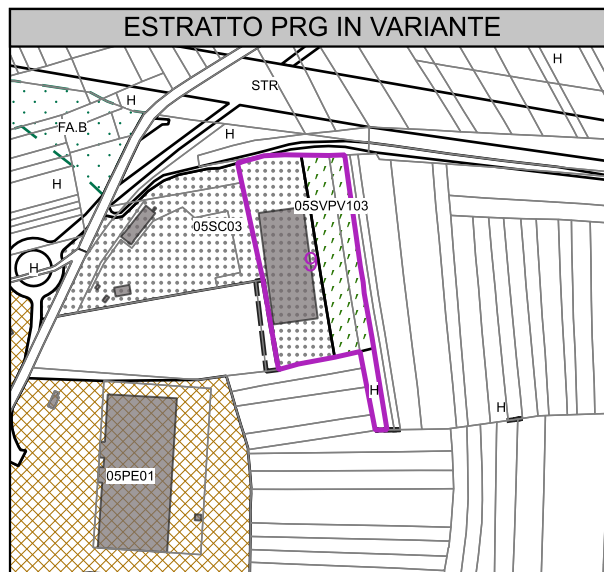 ESTRATTO PRG IN VARIANTE
H
STR
H
FA.B
H
H
05SVPV103
05SC03
9
H
H
H
05PE01